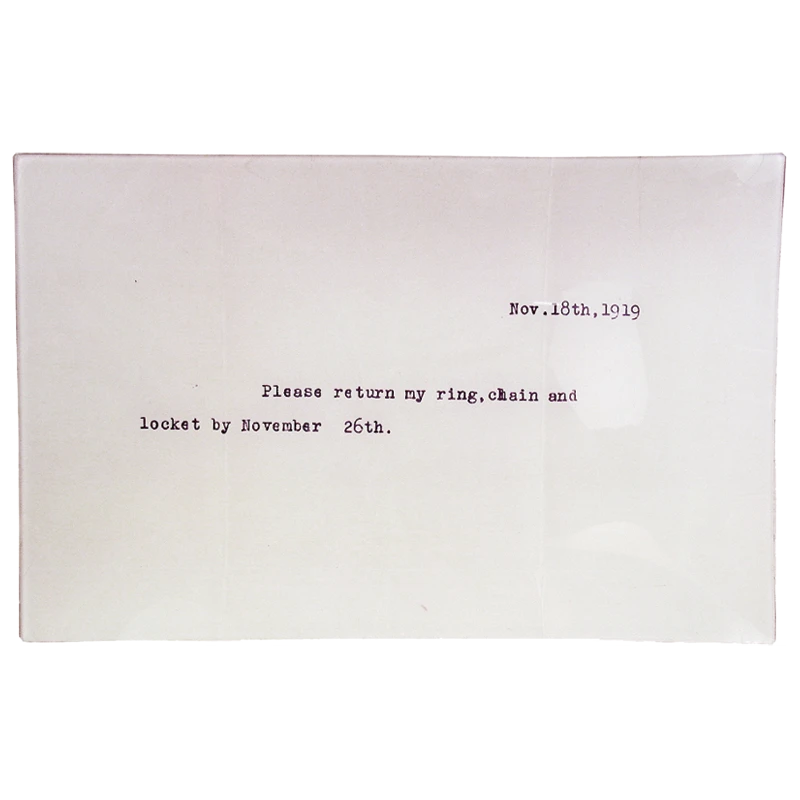 Nov.18th,1919
Please return my ring,chain and
locket by November 26th.